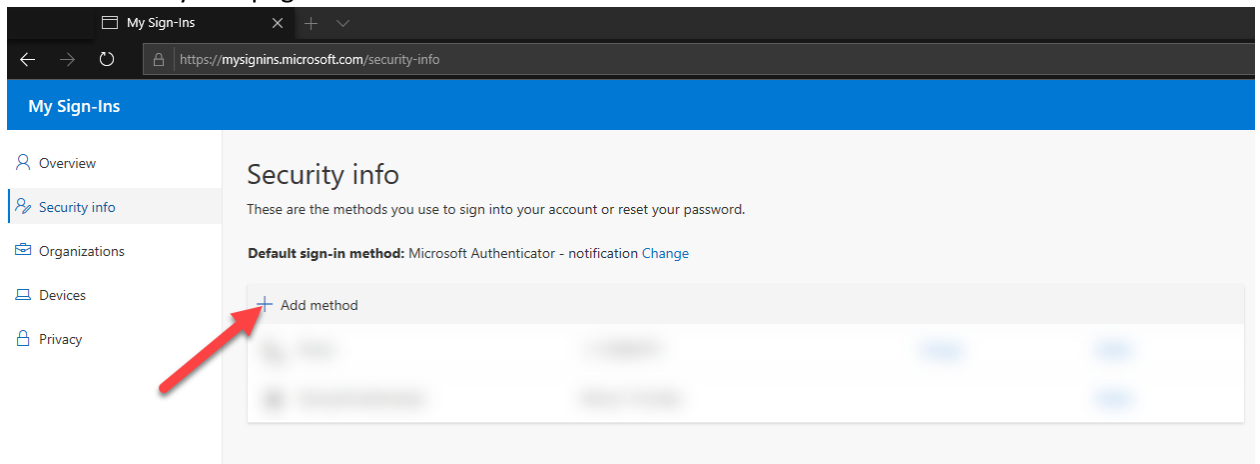 My Sign-Ins
https://mysignins.microsoft.com/security-info
My Sign-Ins
Overview
Security info
Organizations
Devices
Privacy
Security info
These are the methods you use to sign into your account or reset your password.
Default sign-in method: Microsoft Authenticator - notification Change
Add method